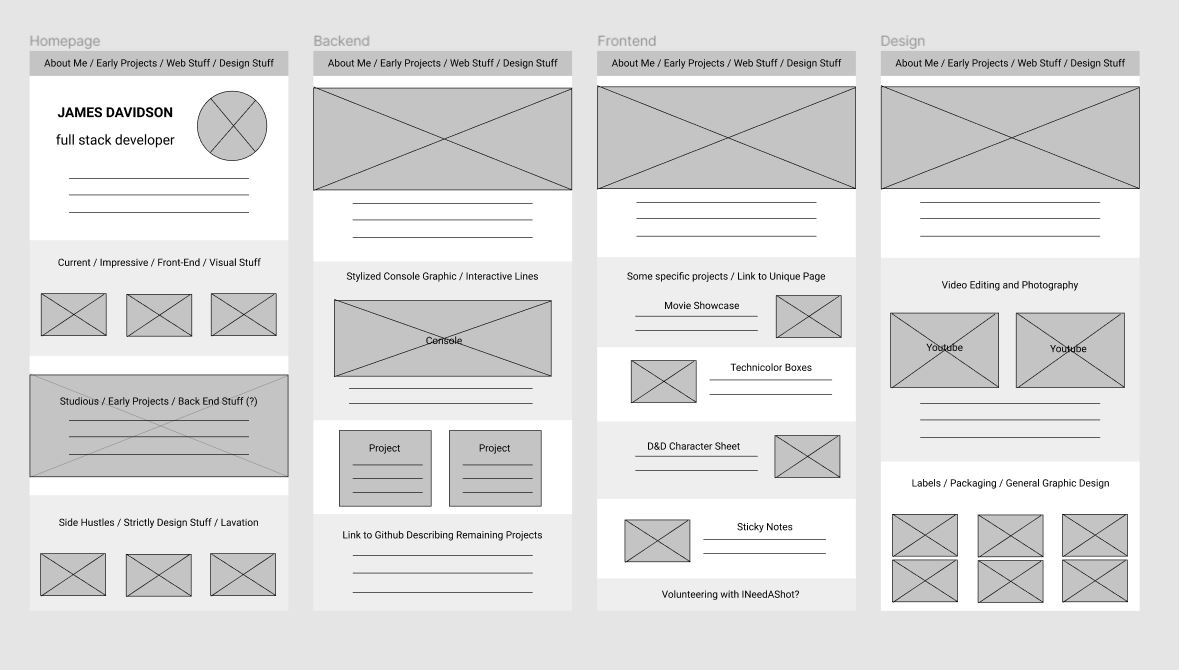 Homepage
About Me / Early Projects / Web Stuff / Design Stuff
JAMES DAVIDSON
full stack developer
Current / Impressive / Front-End / Visual Stuff
Studious / Early Projects / Back End Stuff (?)
Side Hustles / Strictly Design Stuff / Lavation
Backend
About Me / Early Projects / Web Stuff / Design Stuff
Stylized Console Graphic / Interactive Lines
Console
Project
Project
Link to Github Describing Remaining Projects
Frontend
About Me / Early Projects / Web Stuff / Design Stuff
Some specific projects / Link to Unique Page
Movie Showcase
Technicolor Boxes
D&D Character Sheet
Sticky Notes
Volunteering with INeedAShot?
Design
About Me / Early Projects / Web Stuff / Design Stuff
Video Editing and Photography
Youtube
Youtube
Labels / Packaging / General Graphic Design